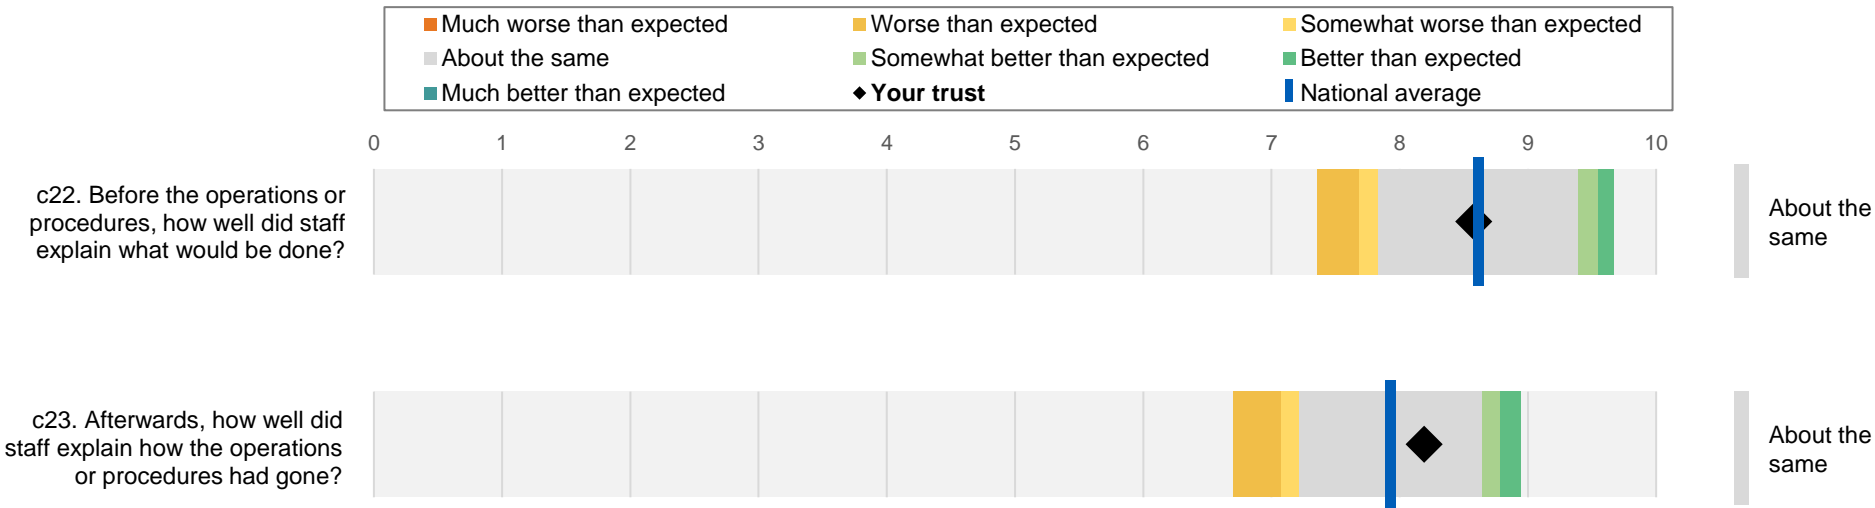 Much worse than expected
Worse than expected
Somewhat worse than expected
About the same
Somewhat better than expected
Better than expected
Much better than expected
Your trust
National average
0 1 2 3 4 5 6 7 8 9 10
c22. Before the operations or
procedures, how well did staff
explain what would be done?
About the
same
c23. Afterwards, how well did
staff explain how the operations
or procedures had gone?
About the
same